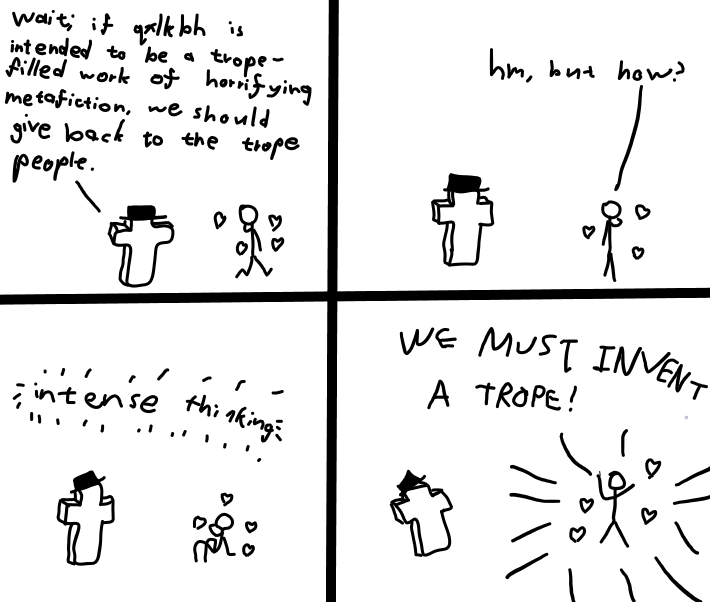 wait, if qxlkbh is
intended to be a trope-
filled work of horrifying
metafiction, we should
give back to the trope
people.
hm, but how?
intense thinking
WE MUST INVENT
A TROPE!